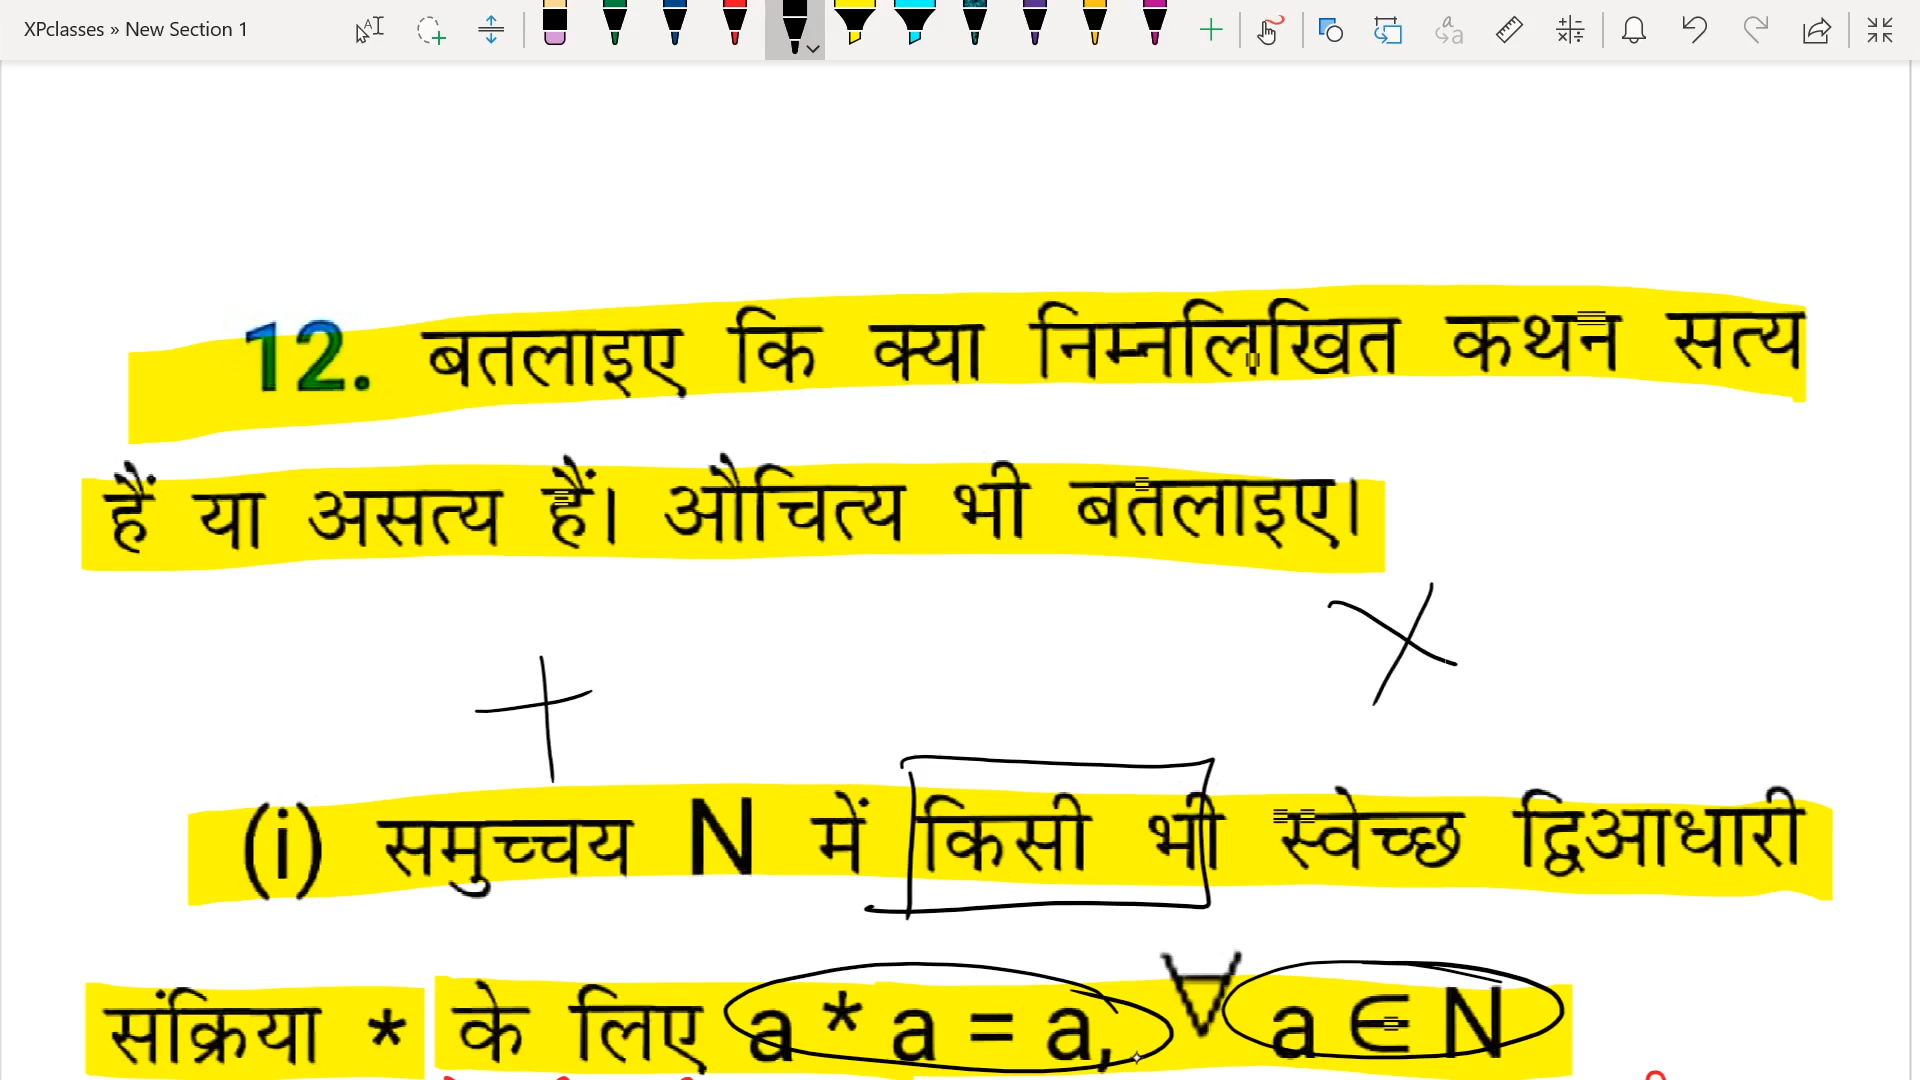 XPclasses » New Section 1
12. बतलाइए कि क्या निम्नलिखित कथन सत्य
हैं या असत्य हैं। औचित्य भी बतलाइए।
+
×
(i) समुच्चय N में किसी भी स्वेच्छ द्विआधारी
संक्रिया * के लिए a * a = a, ∀ a ∈ N